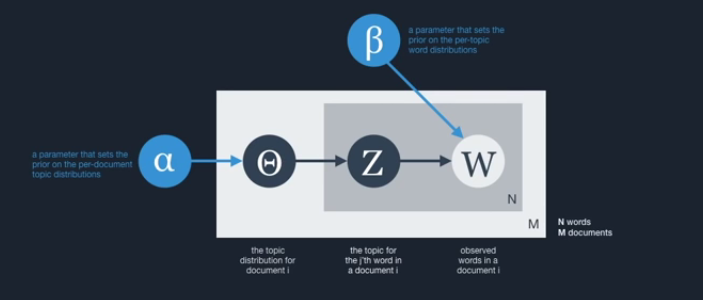 β
a parameter that sets the
prior on the per-topic
word distributions
a parameter that sets the
prior on the per-document
topic distributions
α
Θ
Z
W
N
M
N words
M documents
the topic
distribution for
document i
the topic for
the j'th word in
a document i
observed
words in a
document i